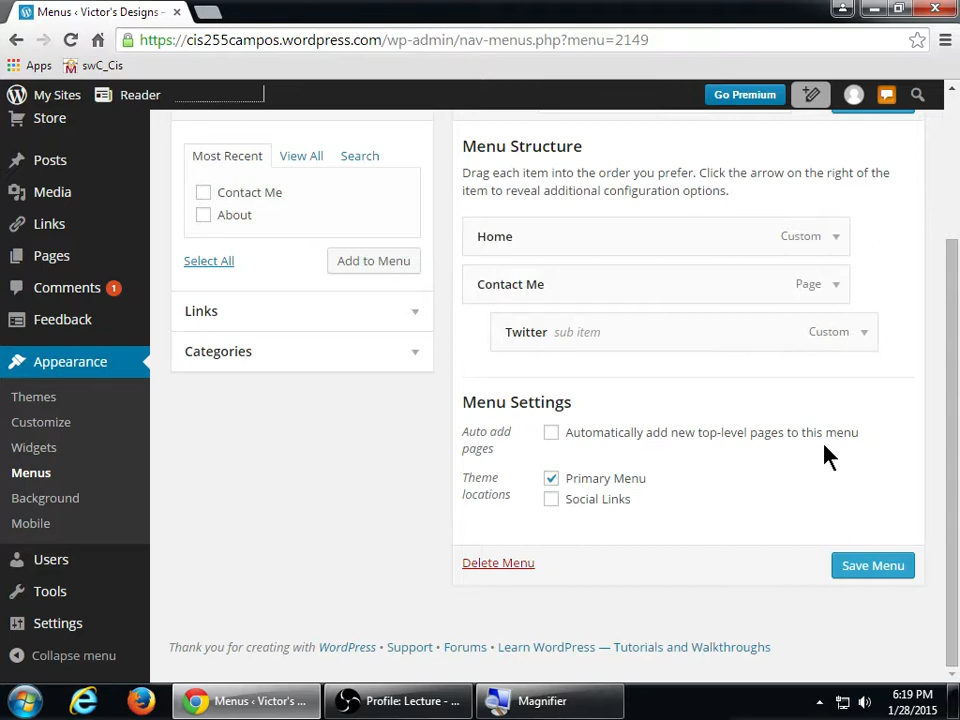 Menus ‹ Victor's Designs –
https://cis255campos.wordpress.com/wp-admin/nav-menus.php?menu=2149
Apps swC_Cis
My Sites Reader Go Premium
Store
Posts
Media
Links
Pages
Comments 1
Feedback
Appearance
Themes
Customize
Widgets
Menus
Background
Mobile
Users
Tools
Settings
Collapse menu
Most Recent View All Search
Contact Me
About
Select All Add to Menu
Links
Categories
Menu Structure
Drag each item into the order you prefer. Click the arrow on the right of the
item to reveal additional configuration options.
Home Custom
Contact Me Page
Twitter sub item Custom
Menu Settings
Auto add
pages
Automatically add new top-level pages to this menu
Theme
locations
Primary Menu
Social Links
Delete Menu Save Menu
Thank you for creating with WordPress • Support • Forums • Learn WordPress — Tutorials and Walkthroughs
Menus ‹ Victor's ... Profile: Lecture - ... Magnifier
6:19 PM
1/28/2015